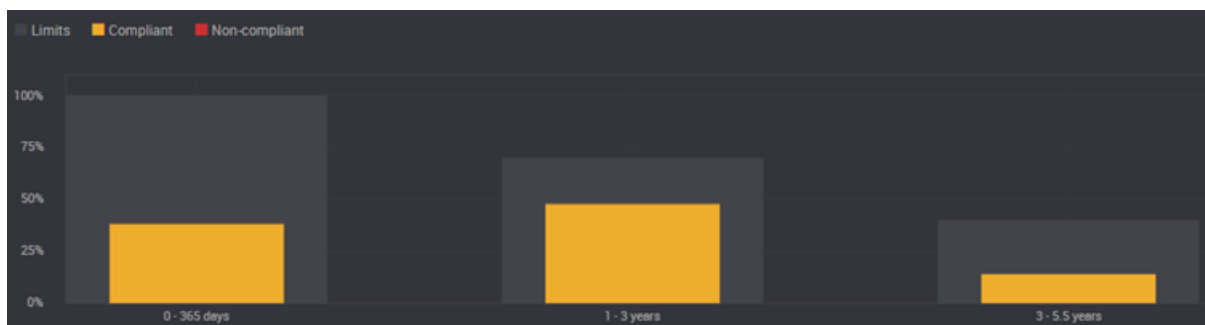 Limits Compliant Non-compliant
100%
75%
50%
25%
0%
0 - 365 days 1 - 3 years 3 - 5.5 years